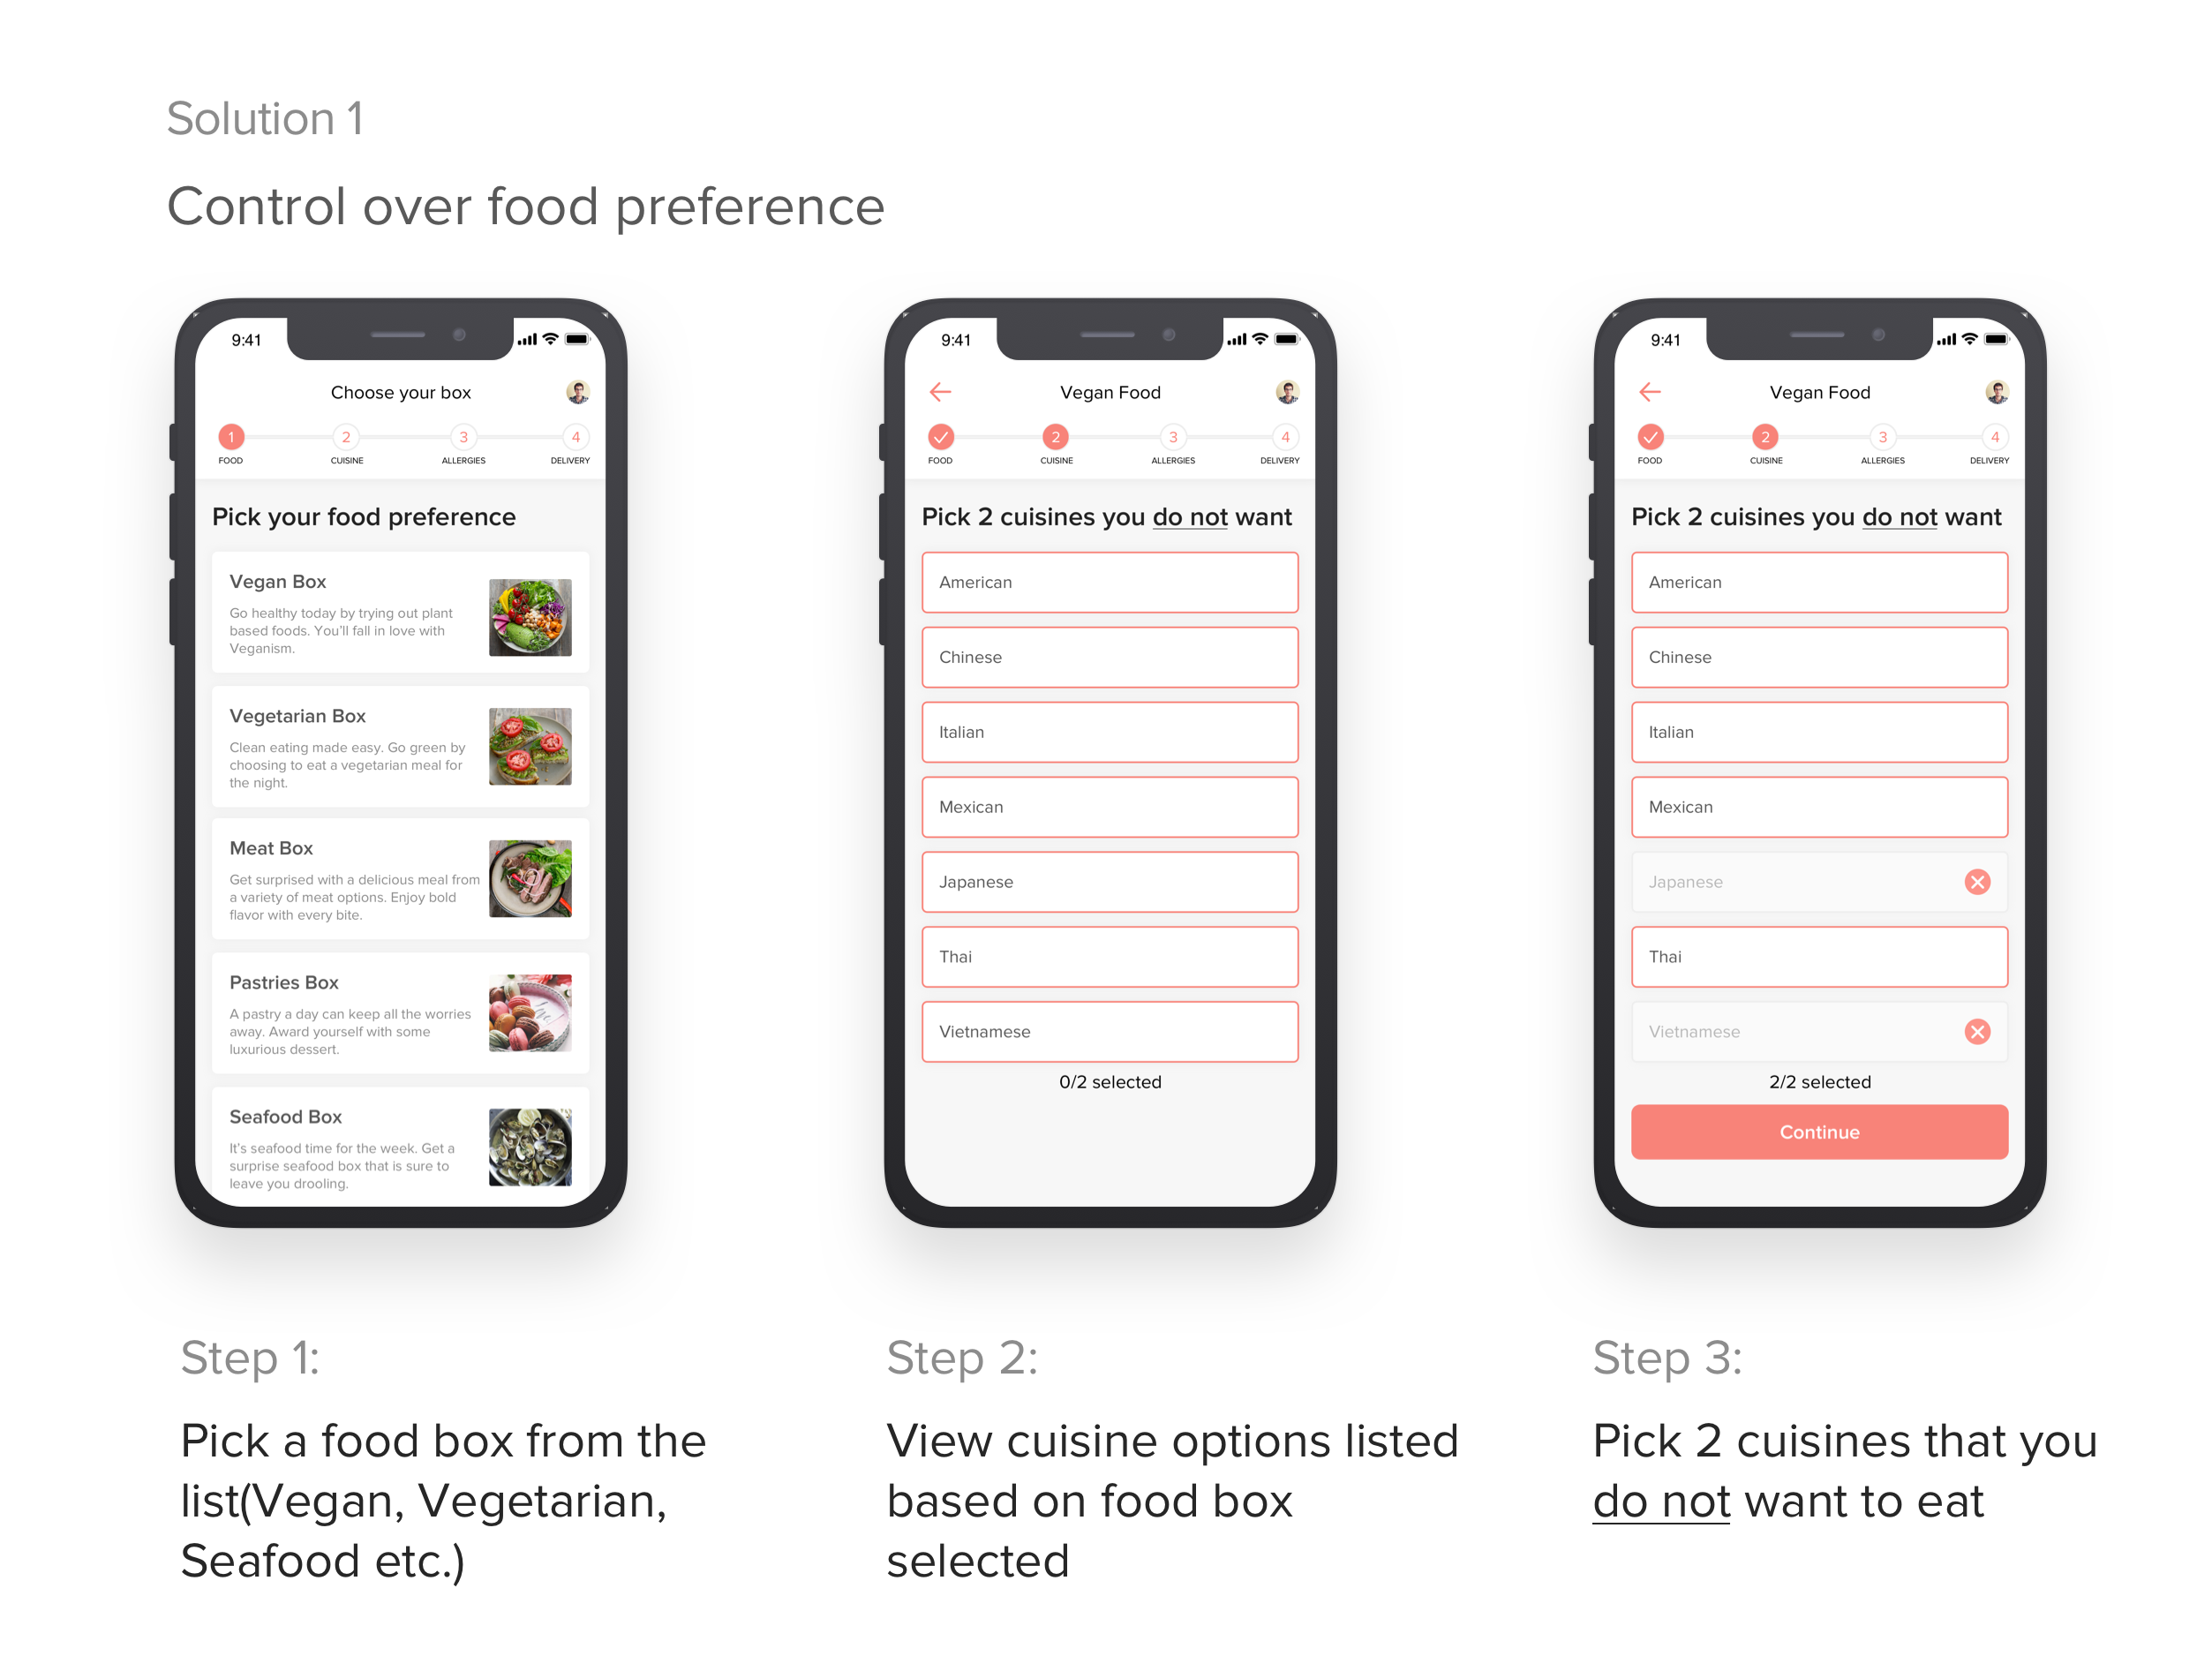 Solution 1
Control over food preference
9:41
Choose your box
1
2
3
4
FOOD
CUISINE
ALLERGIES
DELIVERY
Pick your food preference
Vegan Box
Go healthy today by trying out plant
based foods. You'll fall in love with
Veganism.
Vegetarian Box
Clean eating made easy. Go green by
choosing to eat a vegetarian meal for
the night.
Meat Box
Get surprised with a delicious meal from
a variety of meat options. Enjoy bold
flavor with every bite.
Pastries Box
A pastry a day can keep all the worries
away. Award yourself with some
luxurious dessert.
Seafood Box
It's seafood time for the week. Get a
surprise seafood box that is sure to
leave you drooling.
9:41
Vegan Food
2
3
4
FOOD
CUISINE
ALLERGIES
DELIVERY
Pick 2 cuisines you do not want
American
Chinese
Italian
Mexican
Japanese
Thai
Vietnamese
0/2 selected
9:41
Vegan Food
2
3
4
FOOD
CUISINE
ALLERGIES
DELIVERY
Pick 2 cuisines you do not want
American
Chinese
Italian
Mexican
Japanese
Thai
Vietnamese
2/2 selected
Continue
Step 1:
Pick a food box from the
list(Vegan, Vegetarian,
Seafood etc.)
Step 2:
View cuisine options listed
based on food box
selected
Step 3:
Pick 2 cuisines that you
do not want to eat